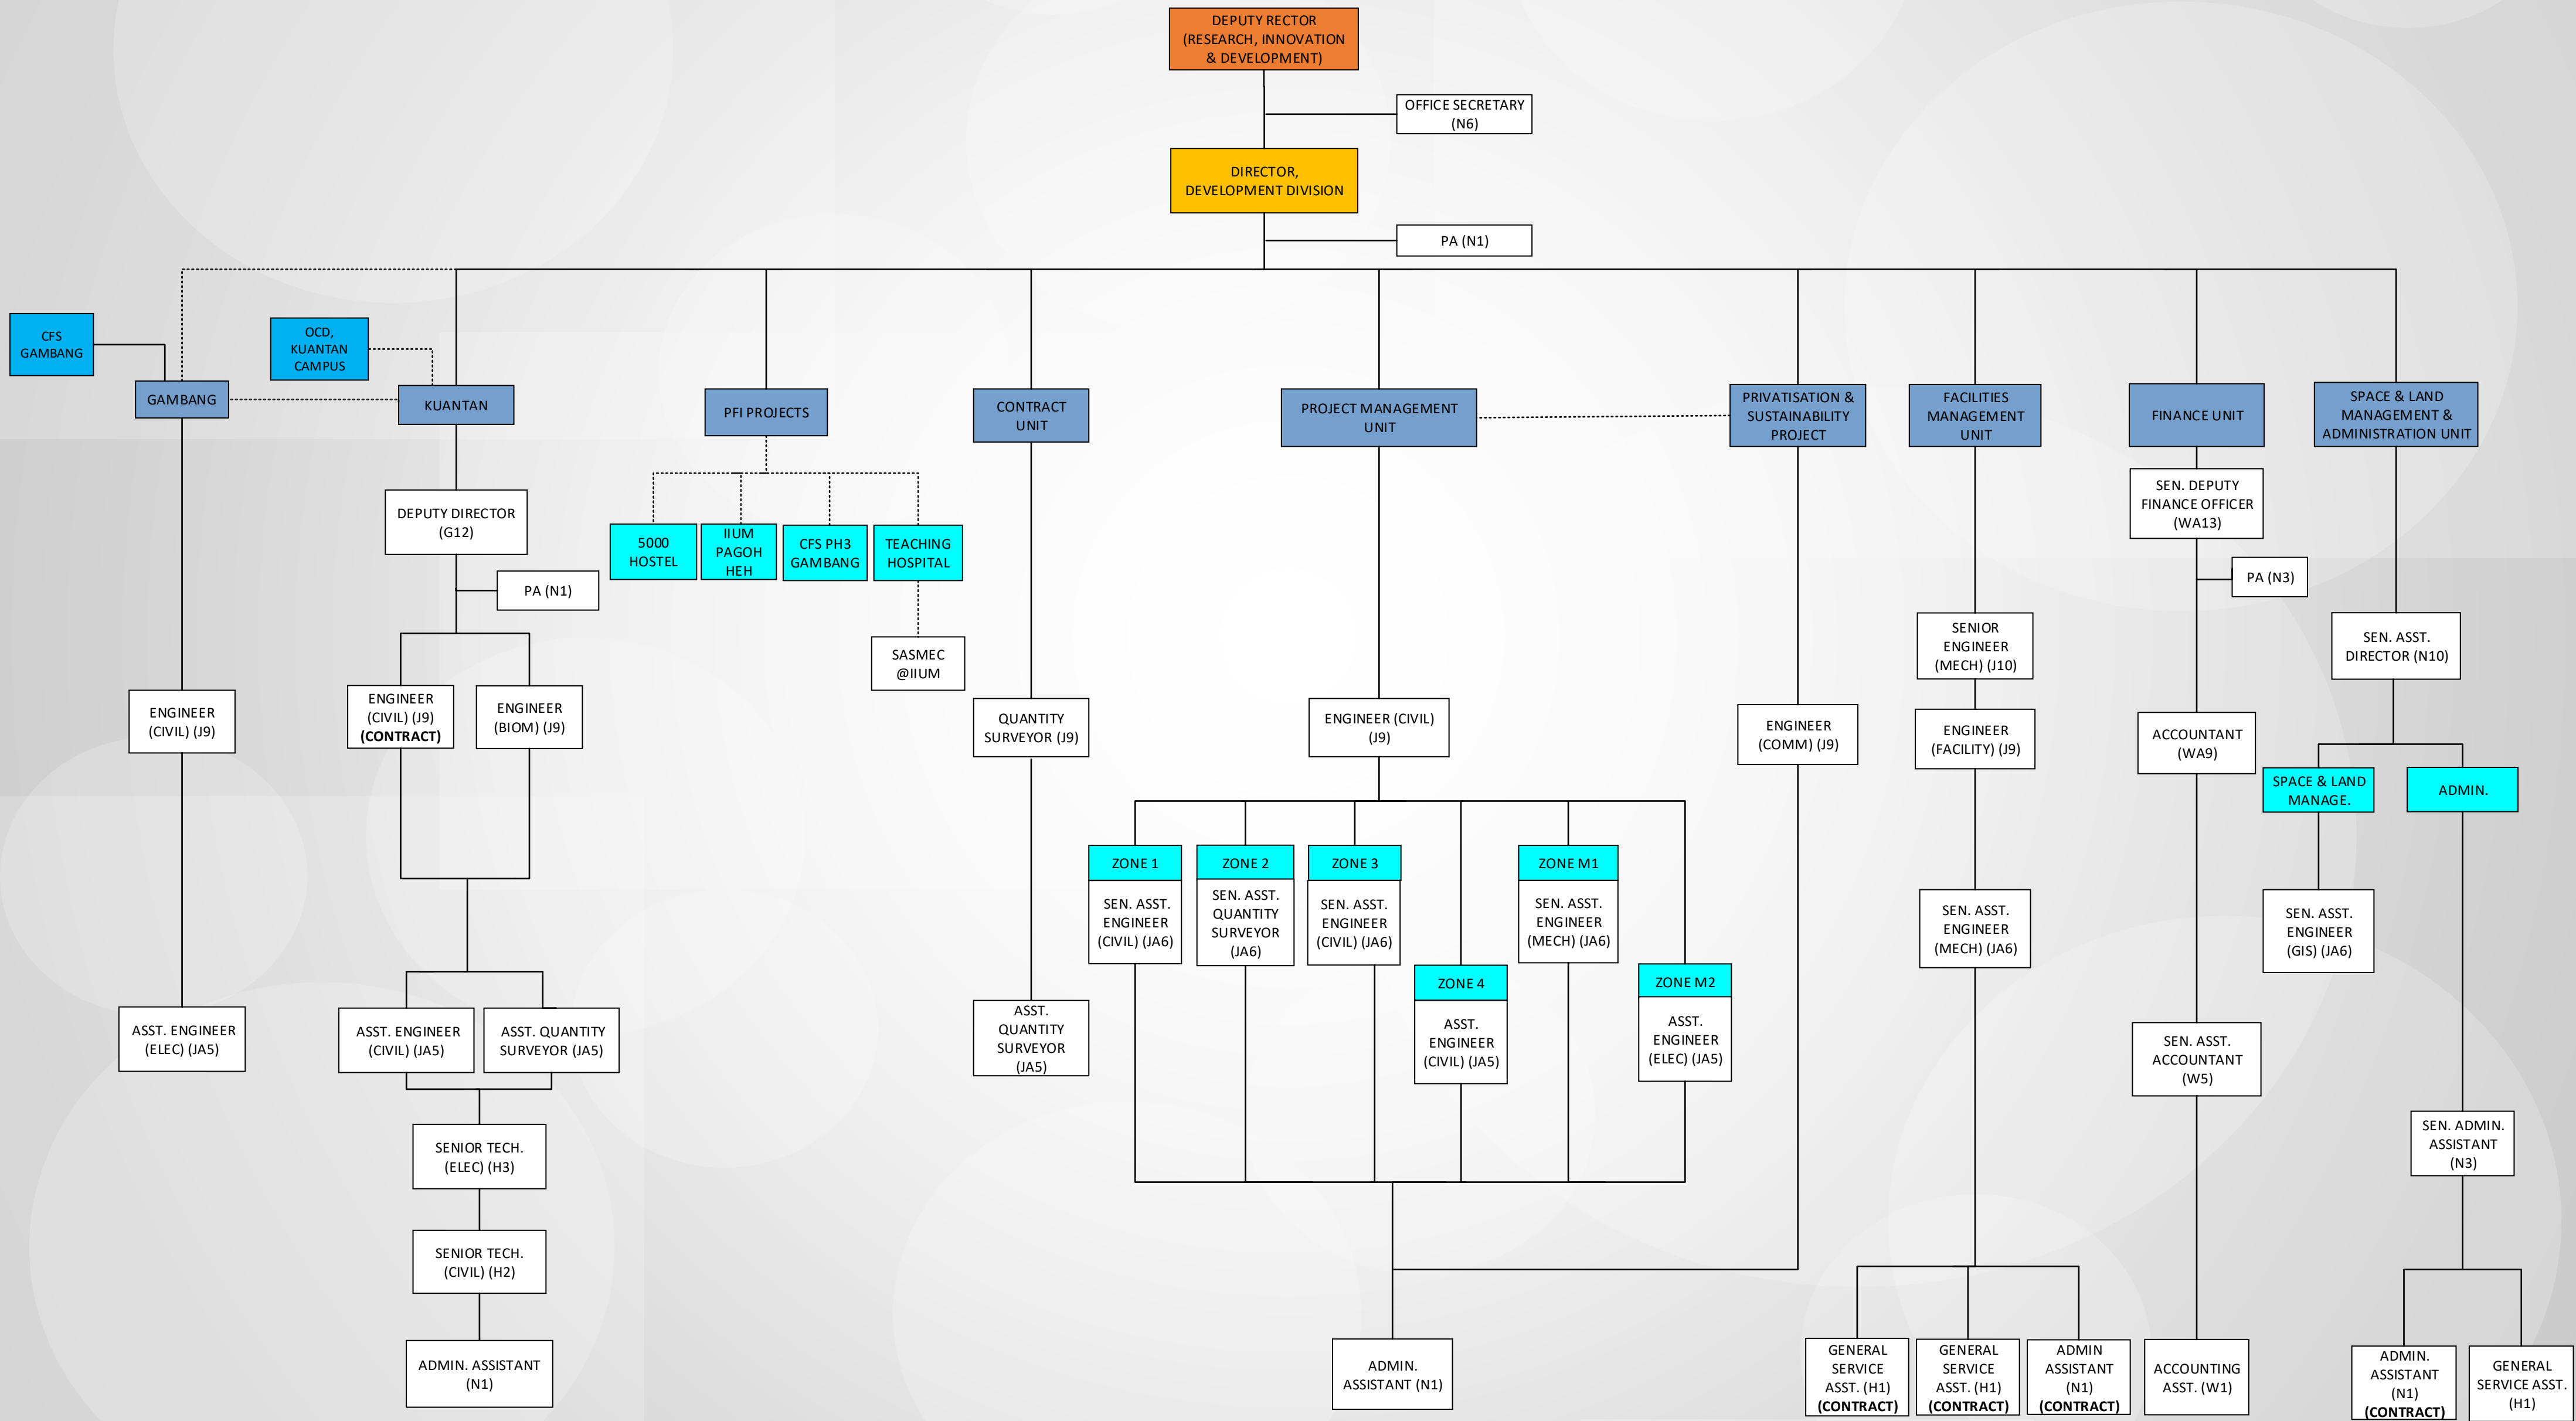 DEPUTY RECTOR
(RESEARCH, INNOVATION
& DEVELOPMENT)
OFFICE SECRETARY
(N6)
DIRECTOR,
DEVELOPMENT DIVISION
PA (N1)
CFS
GAMBANG
OCD,
KUANTAN
CAMPUS
GAMBANG
KUANTAN
PFI PROJECTS
CONTRACT
UNIT
PROJECT MANAGEMENT
UNIT
PRIVATISATION &
SUSTAINABILITY
PROJECT
FACILITIES
MANAGEMENT
UNIT
FINANCE UNIT
SPACE & LAND
MANAGEMENT &
ADMINISTRATION UNIT
DEPUTY DIRECTOR
(G12)
PA (N1)
5000
HOSTEL
IIUM
PAGOH
HEH
CFS PH3
GAMBANG
TEACHING
HOSPITAL
SASMEC
@IIUM
SEN. DEPUTY
FINANCE OFFICER
(WA13)
PA (N3)
SENIOR
ENGINEER
(MECH) (J10)
SEN. ASST.
DIRECTOR (N10)
ENGINEER
(CIVIL) (J9)
ENGINEER
(CIVIL) (J9)
(CONTRACT)
ENGINEER
(BIOM) (J9)
QUANTITY
SURVEYOR (J9)
ENGINEER (CIVIL)
(J9)
ENGINEER
(COMM) (J9)
ENGINEER
(FACILITY) (J9)
ACCOUNTANT
(WA9)
SPACE & LAND
MANAGE.
ADMIN.
ZONE 1
SEN. ASST.
ENGINEER
(CIVIL) (JA6)
ZONE 2
SEN. ASST.
QUANTITY
SURVEYOR
(JA6)
ZONE 3
SEN. ASST.
ENGINEER
(CIVIL) (JA6)
ZONE 4
ASST.
ENGINEER
(CIVIL) (JA5)
ZONE M1
SEN. ASST.
ENGINEER
(MECH) (JA6)
ZONE M2
ASST.
ENGINEER
(ELEC) (JA5)
SEN. ASST.
ENGINEER
(MECH) (JA6)
SEN. ASST.
ENGINEER
(GIS) (JA6)
ASST. ENGINEER
(ELEC) (JA5)
ASST. ENGINEER
(CIVIL) (JA5)
ASST. QUANTITY
SURVEYOR (JA5)
ASST.
QUANTITY
SURVEYOR
(JA5)
SEN. ASST.
ACCOUNTANT
(W5)
SENIOR TECH.
(ELEC) (H3)
SEN. ADMIN.
ASSISTANT
(N3)
SENIOR TECH.
(CIVIL) (H2)
ADMIN. ASSISTANT
(N1)
ADMIN.
ASSISTANT (N1)
GENERAL
SERVICE
ASST. (H1)
(CONTRACT)
GENERAL
SERVICE
ASST. (H1)
(CONTRACT)
ADMIN
ASSISTANT
(N1)
(CONTRACT)
ACCOUNTING
ASST. (W1)
ADMIN.
ASSISTANT
(N1)
(CONTRACT)
GENERAL
SERVICE ASST.
(H1)